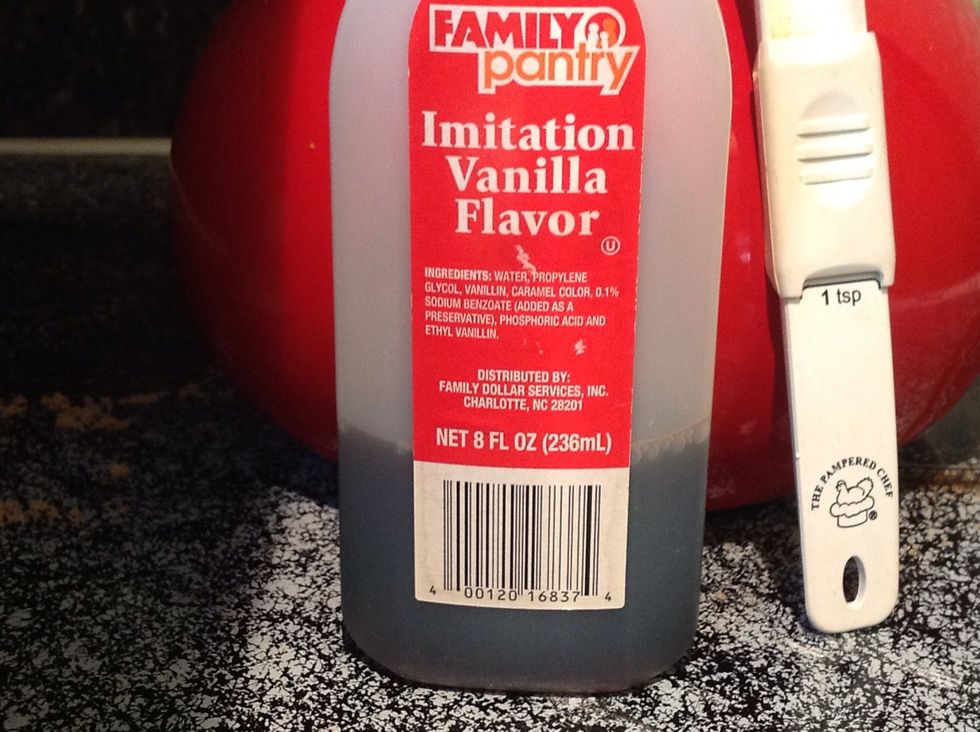 FAMILY
pantry
Imitation
Vanilla
Flavor
U
INGREDIENTS: WATER, PROPYLENE
GLYCOL, VANILLIN, CARAMEL COLOR, 0.1%
SODIUM BENZOATE (ADDED AS A
PRESERVATIVE), PHOSPHORIC ACID AND
ETHYL VANILLIN.
DISTRIBUTED BY:
FAMILY DOLLAR SERVICES, INC.
CHARLOTTE, NC 28201
NET 8 FL OZ (236mL)
4 00120 16837 4
1 tsp
THE PAMPERED CHEF
®